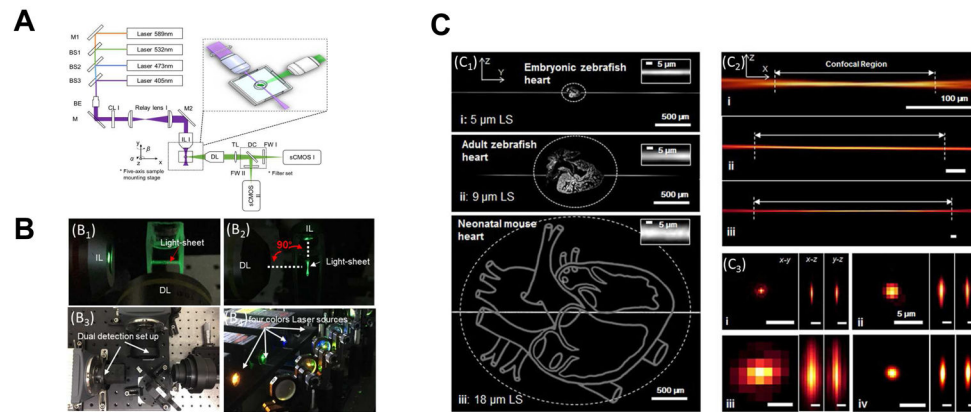 A
M1
Laser 589nm
BS1
Laser 532nm
BS2
Laser 473nm
BS3
Laser 405nm
BE
M
CL I
Relay lens I
M2
IL I
TL
DC
FW I
DL
sCMOS I
FW II
* Filter set
sCMOS II
y
β
α
z
x
* Five-axis sample
mounting stage
B
(B1)
IL
Light-sheet
DL
(B2)
IL
90°
DL
Light-sheet
(B3)
Dual detection set up
four colors Laser sources
C
(C1)
Z
Y
Embryonic zebrafish
heart
5 µm
i: 5 µm LS
500 µm
Adult zebrafish
heart
5 µm
ii: 9 µm LS
500 µm
Neonatal mouse
heart
5 µm
iii: 18 µm LS
500 µm
(C2)
Z
X
Confocal Region
i
100 µm
ii
iii
(C3)
x-y
x-z
y-z
i
ii
5 µm
iii
iv